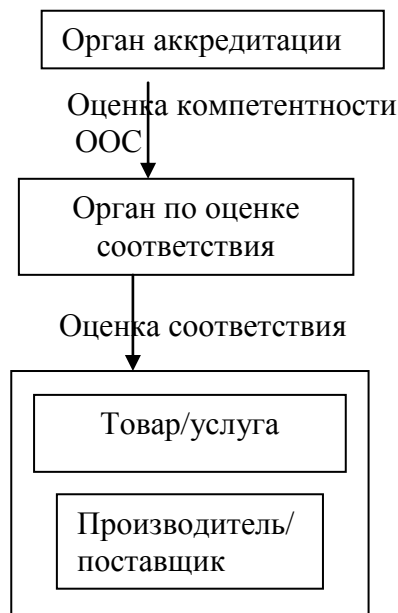 Орган аккредитации
Оценка компетентности
ООС
Орган по оценке
соответствия
Оценка соответствия
Товар/услуга
Производитель/
поставщик